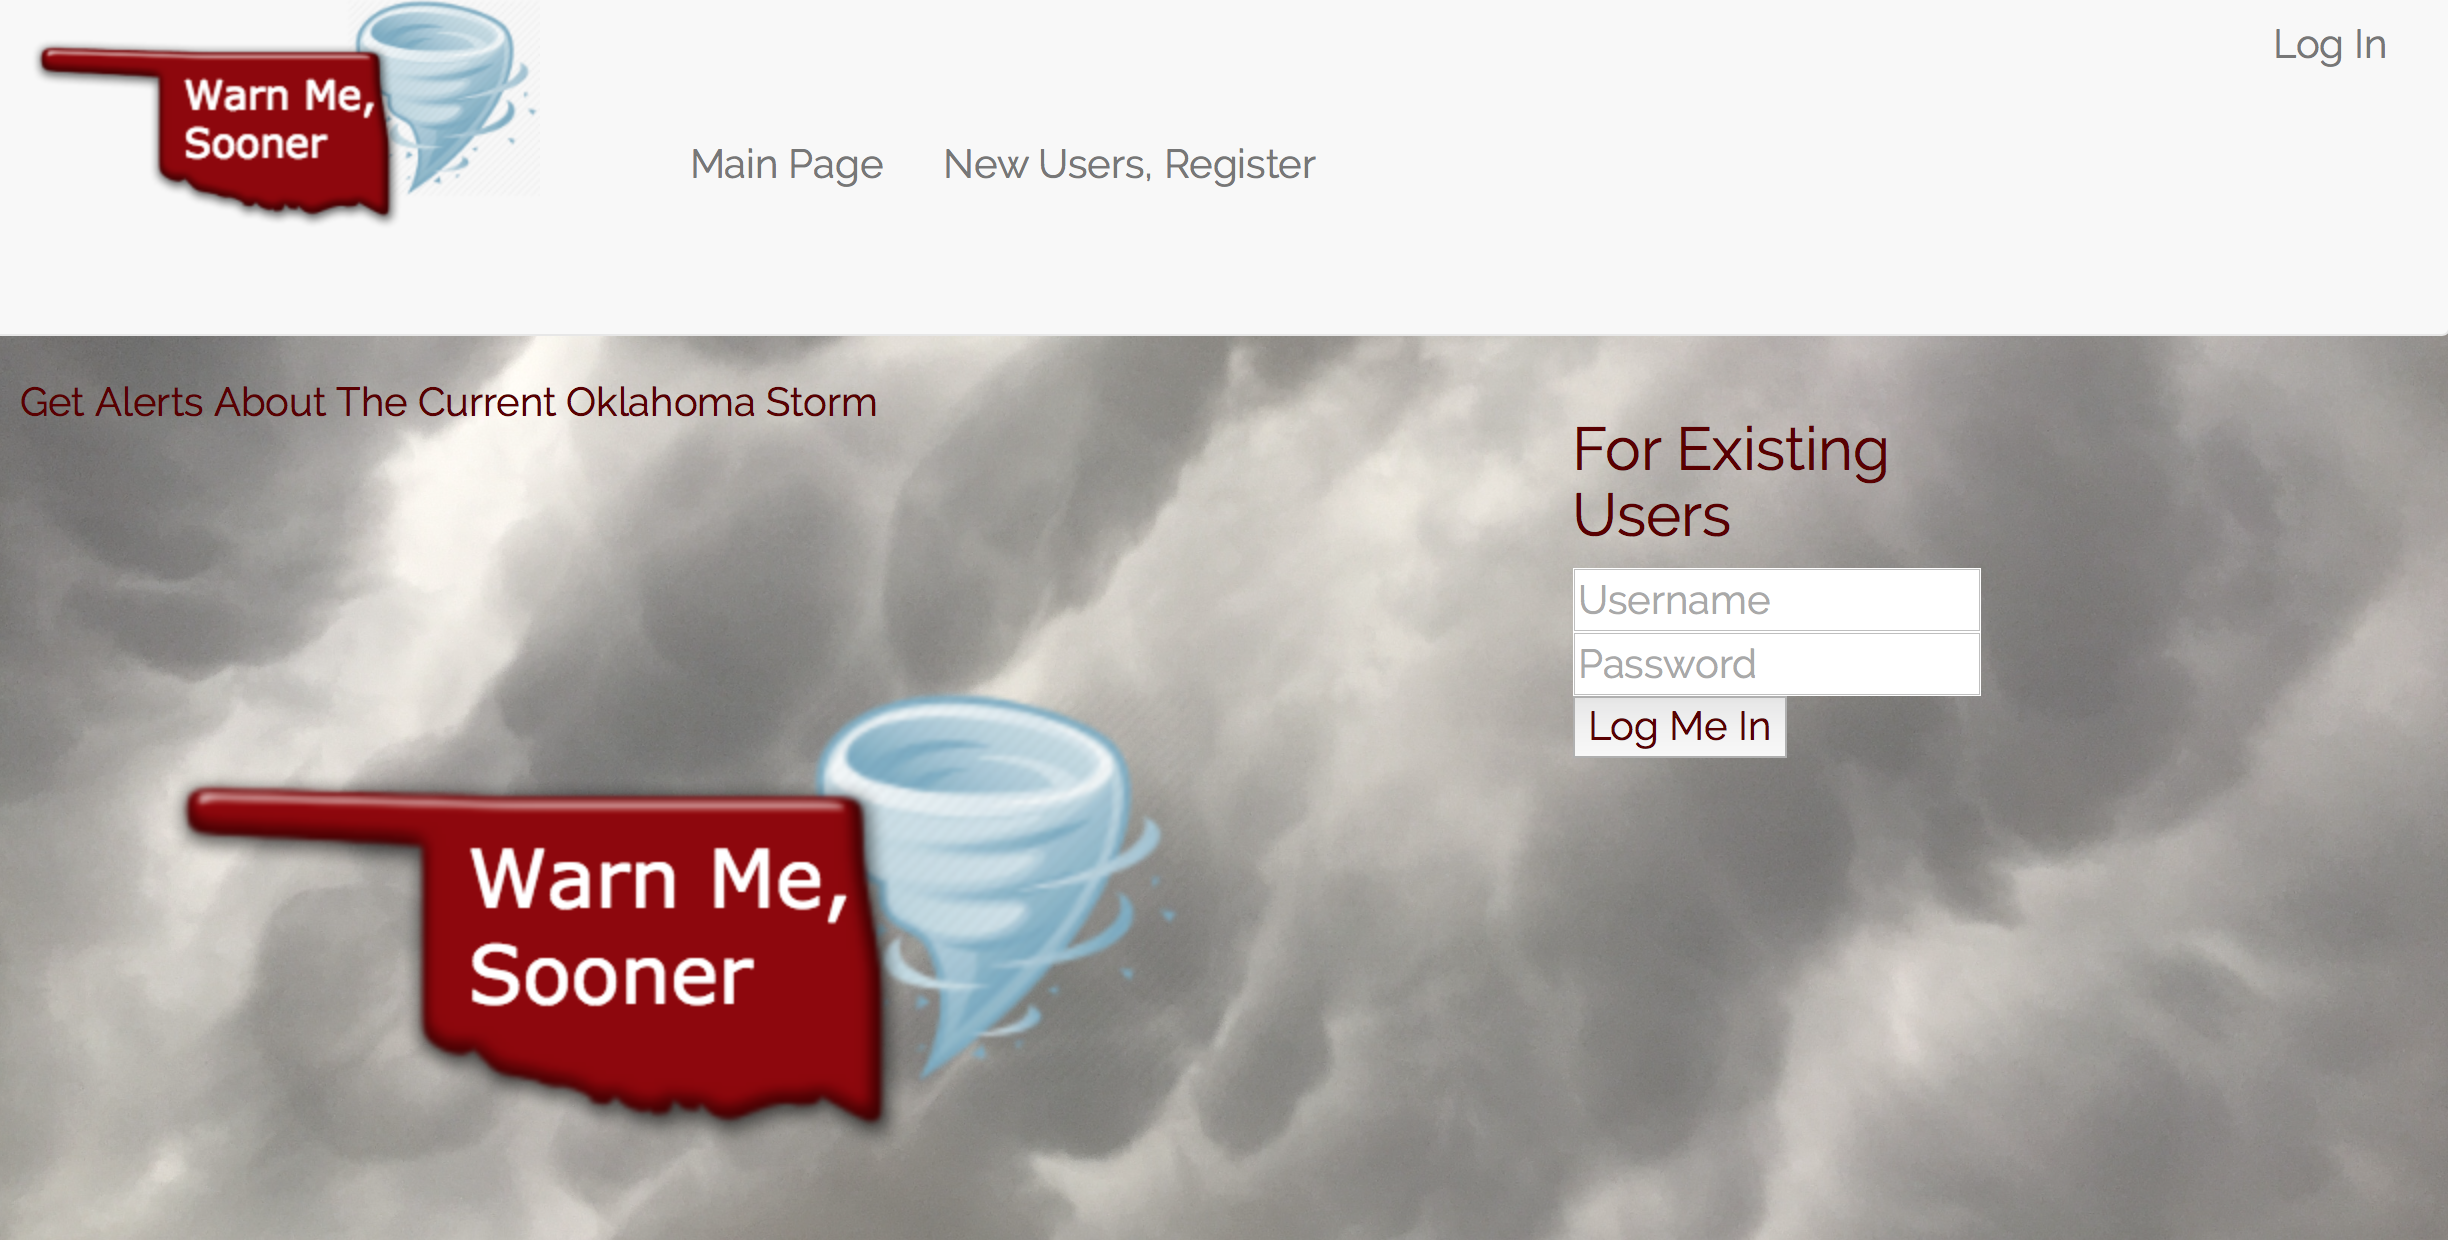 Warn Me,
Sooner
Log In
Main Page
New Users, Register
Get Alerts About The Current Oklahoma Storm
For Existing
Users
Username
Password
Log Me In
Warn Me,
Sooner